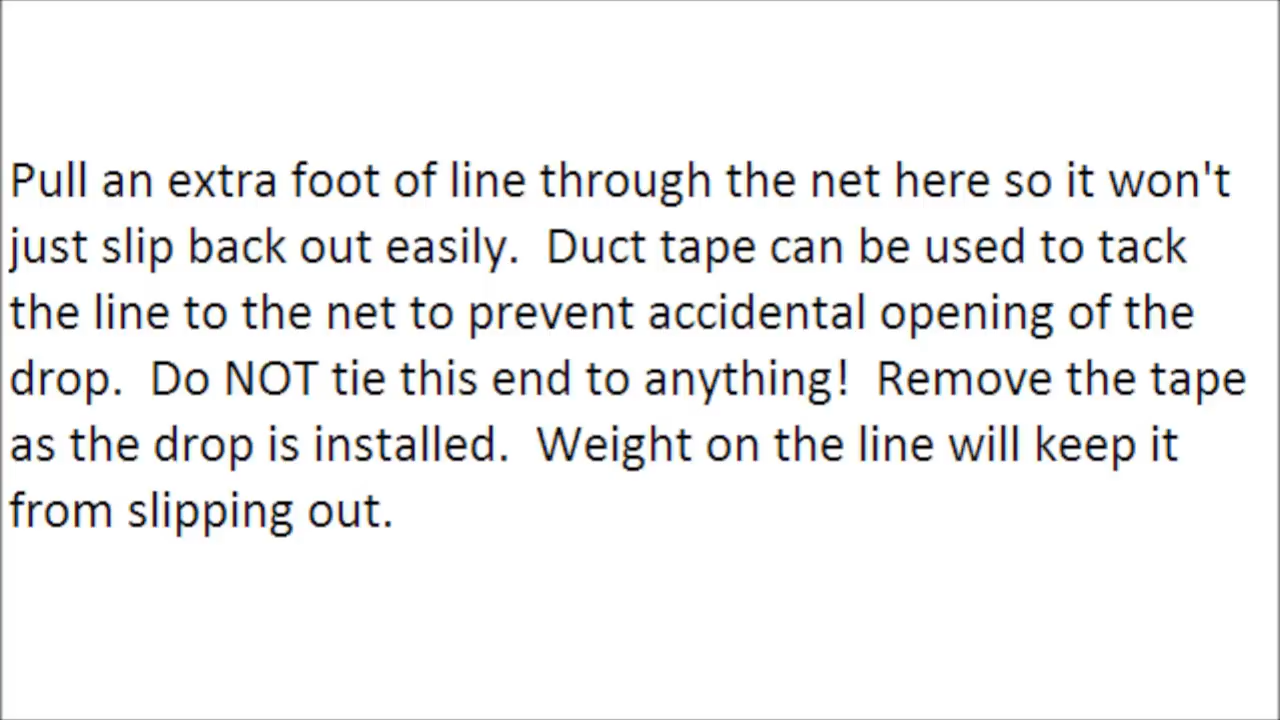 Pull an extra foot of line through the net here so it won't
just slip back out easily.  Duct tape can be used to tack
the line to the net to prevent accidental opening of the
drop.  Do NOT tie this end to anything!  Remove the tape
as the drop is installed.  Weight on the line will keep it
from slipping out.